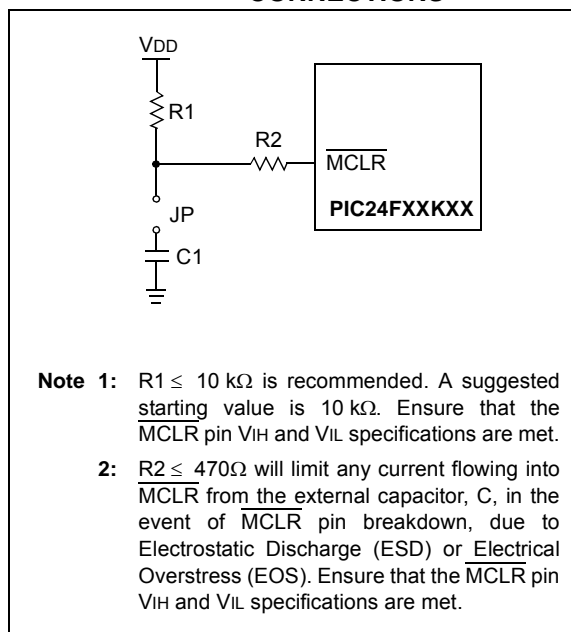 VDD
R1
R2
MCLR
PIC24FXXKXX
JP
C1
Note 1: R1 ≤ 10 kΩ is recommended. A suggested
starting value is 10 kΩ. Ensure that the
MCLR pin VIH and VIL specifications are met.
2: R2 ≤ 470Ω will limit any current flowing into
MCLR from the external capacitor, C, in the
event of MCLR pin breakdown, due to
Electrostatic Discharge (ESD) or Electrical
Overstress (EOS). Ensure that the MCLR pin
VIH and VIL specifications are met.